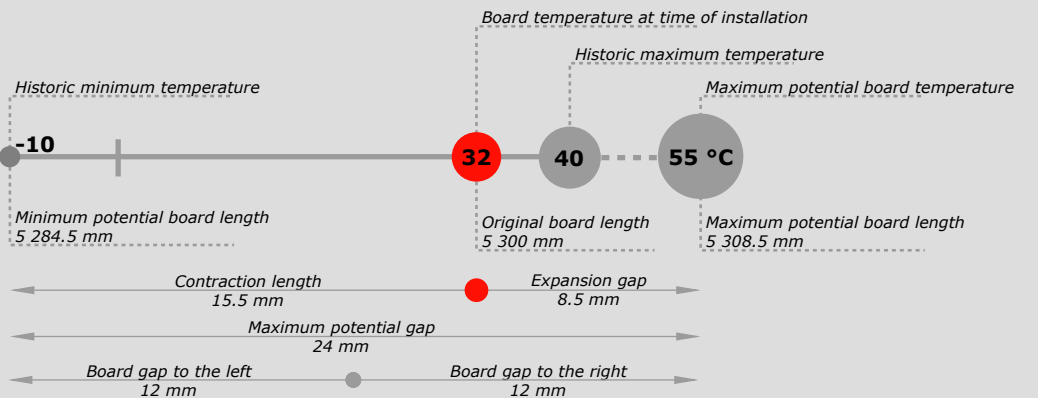 Board temperature at time of installation
Historic maximum temperature
Historic minimum temperature
Maximum potential board temperature
-10
32
40
55 °C
Minimum potential board length
5 284.5 mm
Original board length
5 300 mm
Maximum potential board length
5 308.5 mm
Contraction length
15.5 mm
Expansion gap
8.5 mm
Maximum potential gap
24 mm
Board gap to the left
12 mm
Board gap to the right
12 mm